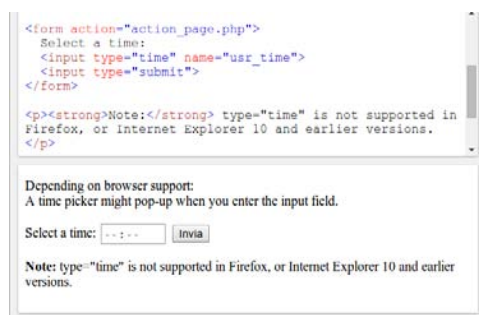 <form action="action_page.php">
Select a time:
<input type="time" name="usr_time">
<input type="submit">
</form>
<p><strong>Note:</strong> type="time" is not supported in
Firefox, or Internet Explorer 10 and earlier versions.
</p>
Depending on browser support:
A time picker might pop-up when you enter the input field.
Select a time: --:-- Invia
Note: type="time" is not supported in Firefox, or Internet Explorer 10 and earlier
versions.